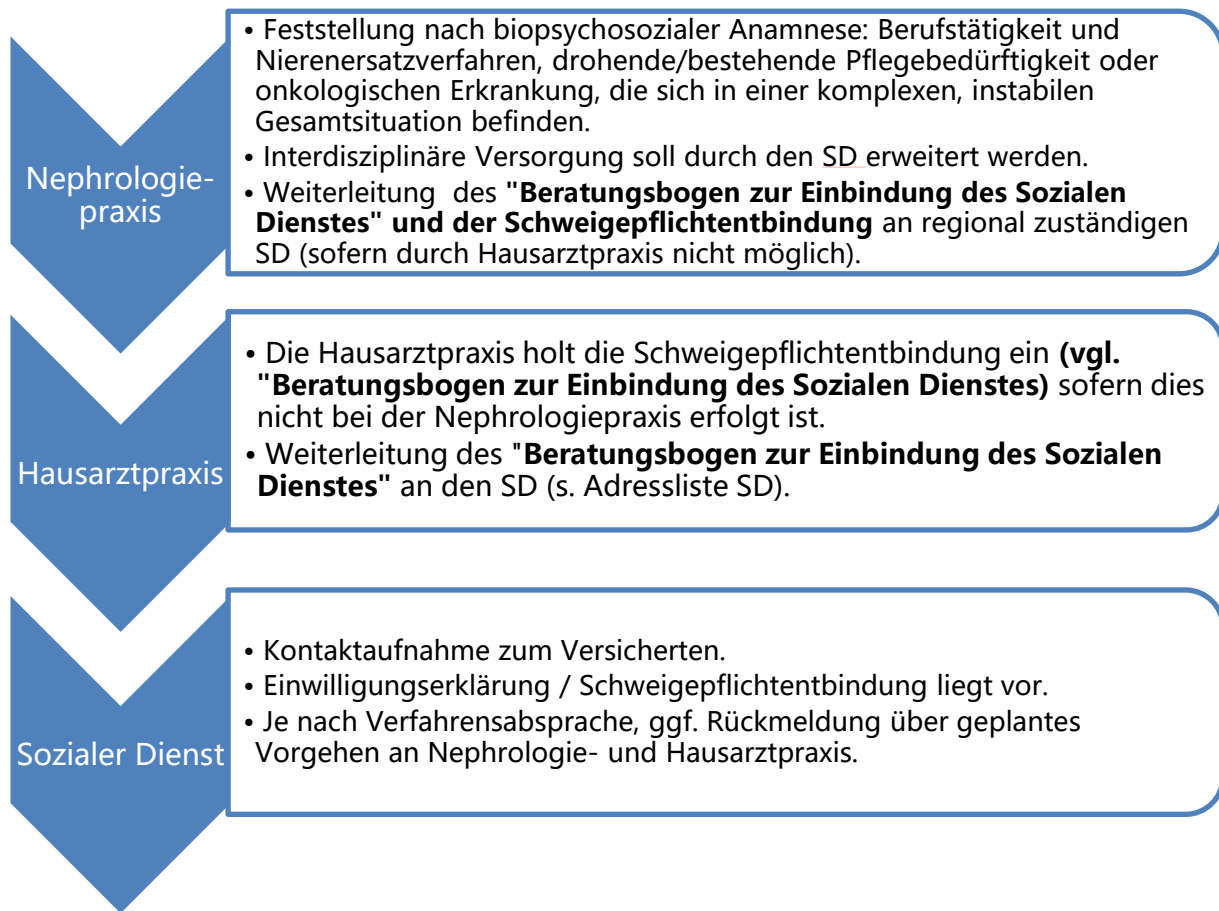 • Feststellung nach biopsychosozialer Anamnese: Berufstätigkeit und
Nierenersatzverfahren, drohende/bestehende Pflegebedürftigkeit oder
onkologischen Erkrankung, die sich in einer komplexen, instabilen
Gesamtsituation befinden.
• Interdisziplinäre Versorgung soll durch den SD erweitert werden.
• Weiterleitung des "Beratungsbogen zur Einbindung des Sozialen
Dienstes" und der Schweigepflichtentbindung an regional zuständigen
SD (sofern durch Hausarztpraxis nicht möglich).
Nephrologie-
praxis
• Die Hausarztpraxis holt die Schweigepflichtentbindung ein (vgl.
"Beratungsbogen zur Einbindung des Sozialen Dienstes) sofern dies
nicht bei der Nephrologiepraxis erfolgt ist.
• Weiterleitung des "Beratungsbogen zur Einbindung des Sozialen
Dienstes" an den SD (s. Adressliste SD).
Hausarztpraxis
• Kontaktaufnahme zum Versicherten.
• Einwilligungserklärung / Schweigepflichtentbindung liegt vor.
• Je nach Verfahrensabsprache, ggf. Rückmeldung über geplantes
Vorgehen an Nephrologie- und Hausarztpraxis.
Sozialer Dienst